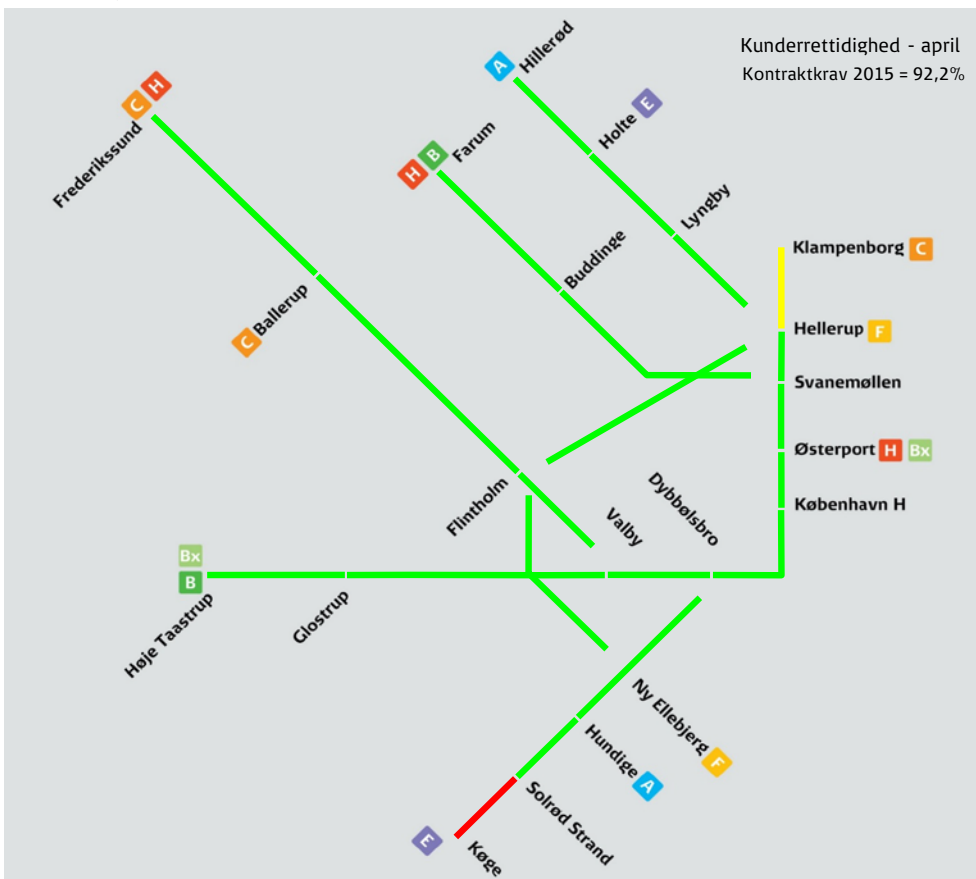 Kunderrettidighed - april
Kontraktkrav 2015 = 92,2%
A Hillerød
C H
Frederikssund
Holte E
H B Farum
Lyngby
Buddinge
Klampenborg C
C Ballerup
Hellerup F
Svanemøllen
Østerport H Bx
København H
Flintholm
Valby
Dybbølsbro
Bx
B
Høje Taastrup
Glostrup
Ny Ellebjerg F
Hundige A
Solrød Strand
E Køge